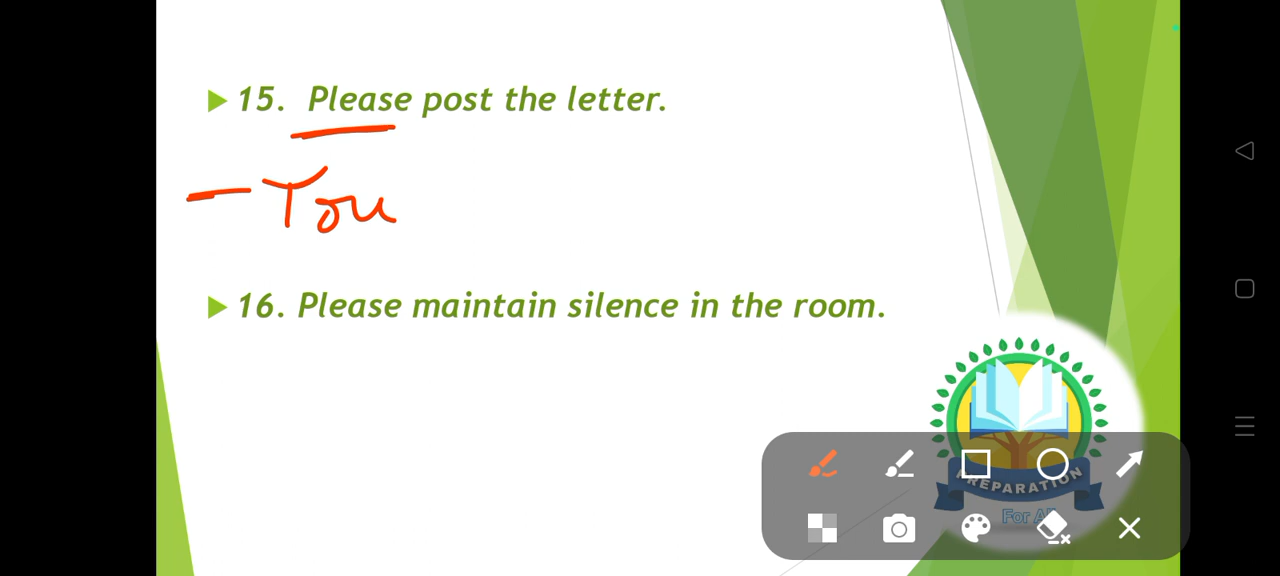 15. Please post the letter.
- You
16. Please maintain silence in the room.
PREPARATION
For All